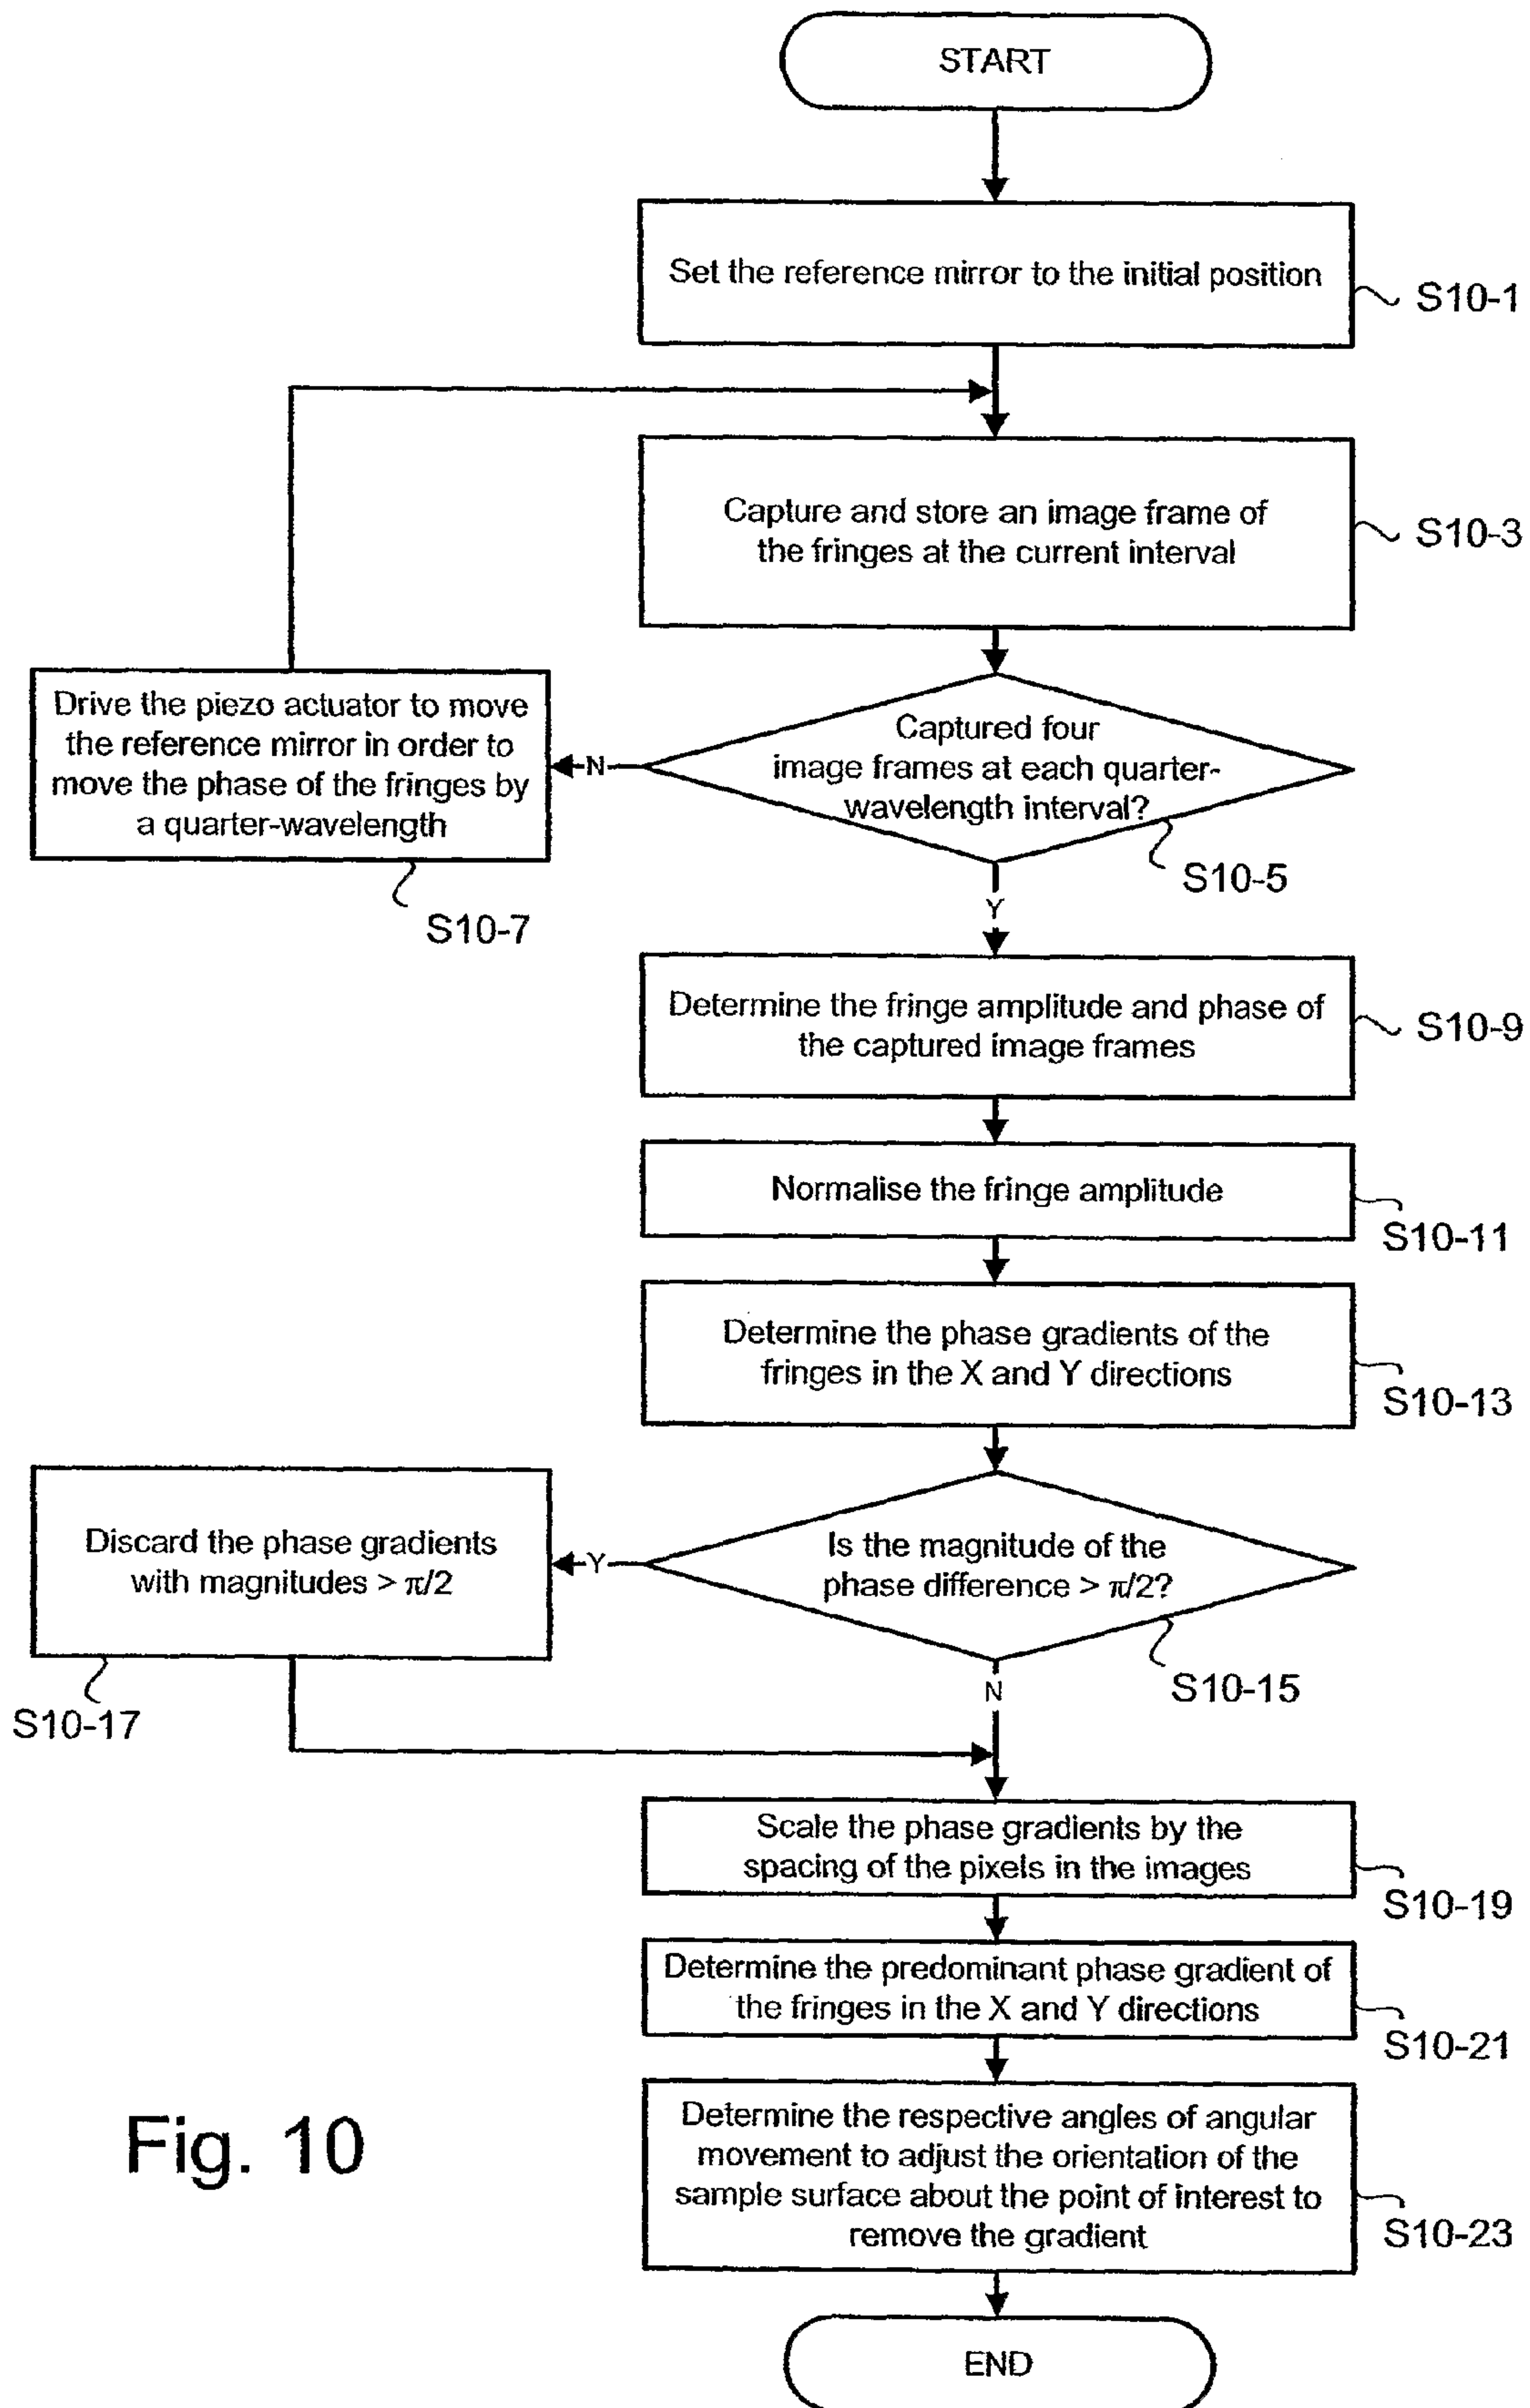 START
Set the reference mirror to the initial position
S10-1
Capture and store an image frame of
the fringes at the current interval
S10-3
Drive the piezo actuator to move
the reference mirror in order to
move the phase of the fringes by
a quarter-wavelength
S10-7
N
Captured four
image frames at each quarter-
wavelength interval?
S10-5
Y
Determine the fringe amplitude and phase of
the captured image frames
S10-9
Normalise the fringe amplitude
S10-11
Determine the phase gradients of the
fringes in the X and Y directions
S10-13
Discard the phase gradients
with magnitudes > π/2
S10-17
Y
Is the magnitude of the
phase difference > π/2?
S10-15
N
Scale the phase gradients by the
spacing of the pixels in the images
S10-19
Determine the predominant phase gradient of
the fringes in the X and Y directions
S10-21
Determine the respective angles of angular
movement to adjust the orientation of the
sample surface about the point of interest to
remove the gradient
S10-23
Fig. 10
END